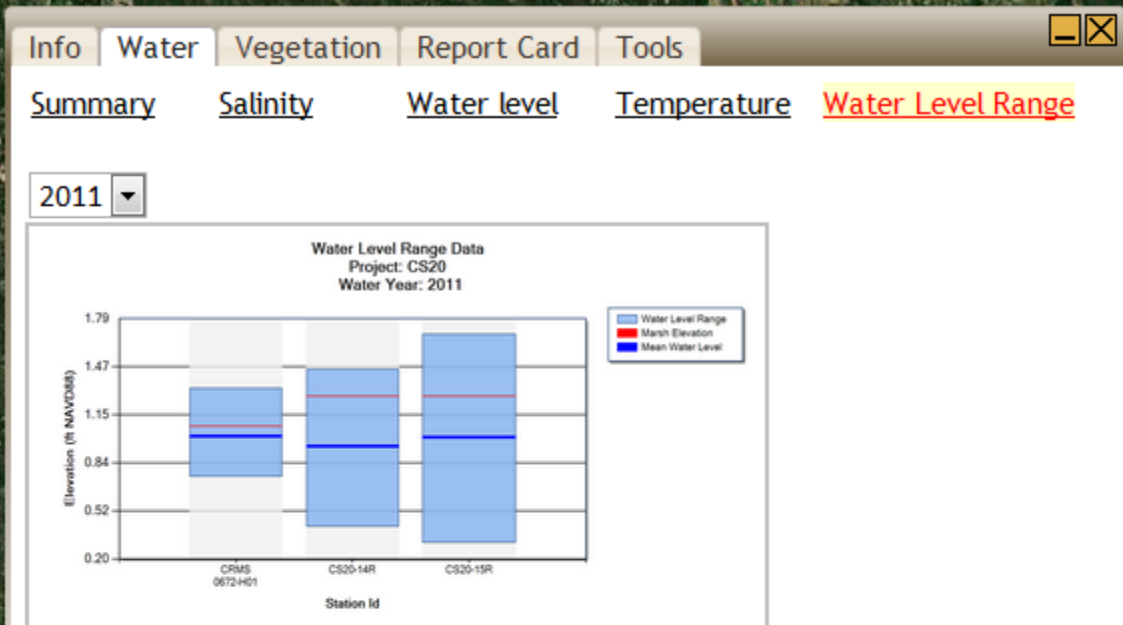 Info Water Vegetation Report Card Tools
Summary Salinity Water level Temperature Water Level Range
2011
Water Level Range Data
Project: CS20
Water Year: 2011
Water Level Range
Marsh Elevation
Mean Water Level
Elevation (ft NAVD88)
1.79
1.47
1.15
0.84
0.52
0.20
CRMS
0672-H01
CS20-14R
CS20-15R
Station Id